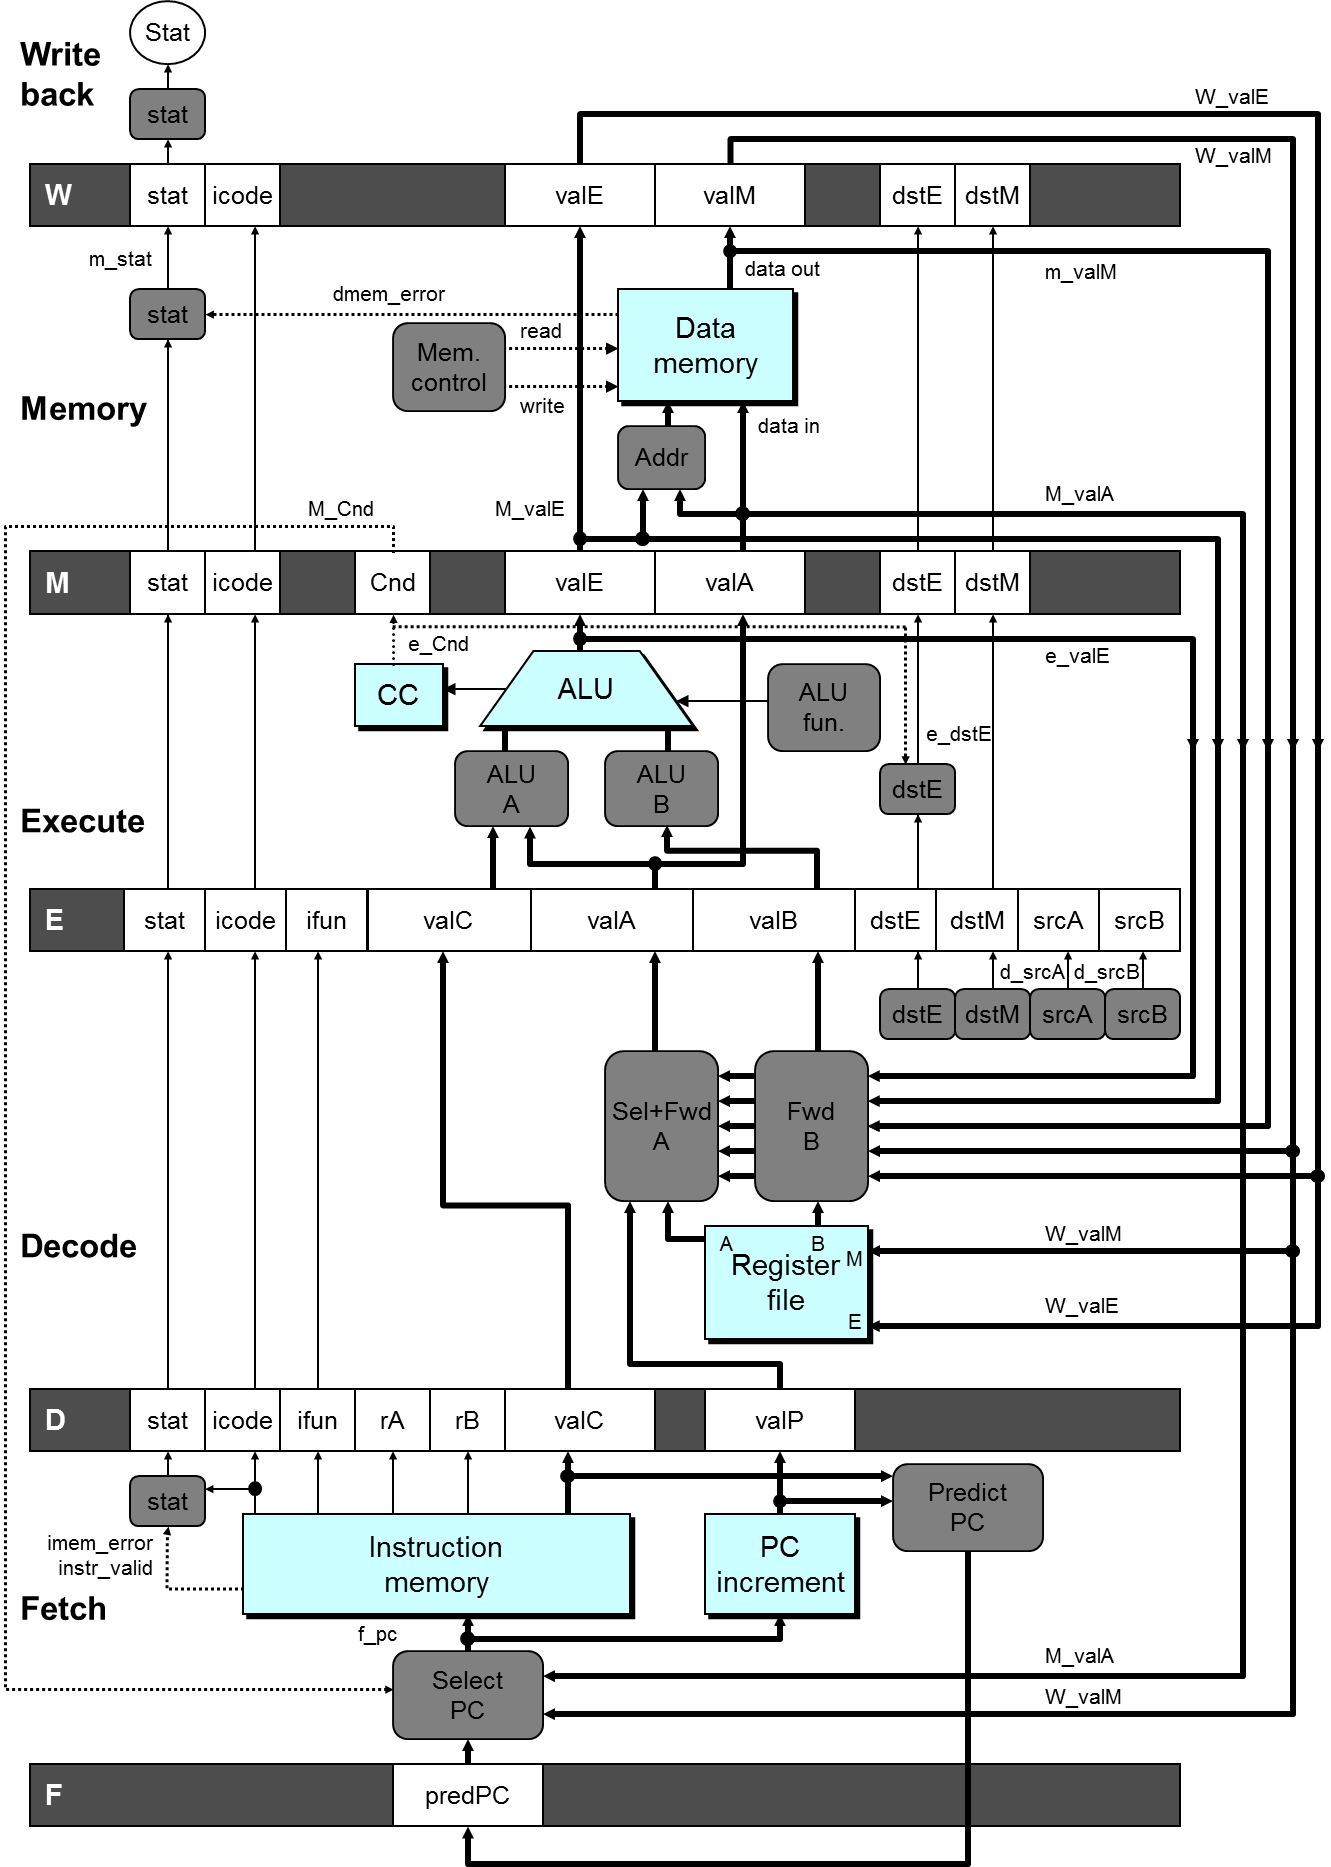 Stat
Write
back
stat
W_valE
W_valM
W
stat
icode
valE
valM
dstE
dstM
m_stat
data out
m_valM
stat
dmem_error
Mem.
control
read
write
Data
memory
Memory
data in
Addr
M_Cnd
M_valE
M_valA
M
stat
icode
Cnd
valE
valA
dstE
dstM
e_Cnd
e_valE
CC
ALU
ALU
fun.
e_dstE
ALU
A
ALU
B
dstE
Execute
E
stat
icode
ifun
valC
valA
valB
dstE
dstM
srcA
srcB
d_srcA
d_srcB
dstE
dstM
srcA
srcB
Sel+Fwd
A
Fwd
B
Decode
A
B
M
Register
file
E
W_valM
W_valE
D
stat
icode
ifun
rA
rB
valC
valP
stat
Predict
PC
imem_error
instr_valid
Instruction
memory
PC
increment
Fetch
f_pc
Select
PC
M_valA
W_valM
F
predPC